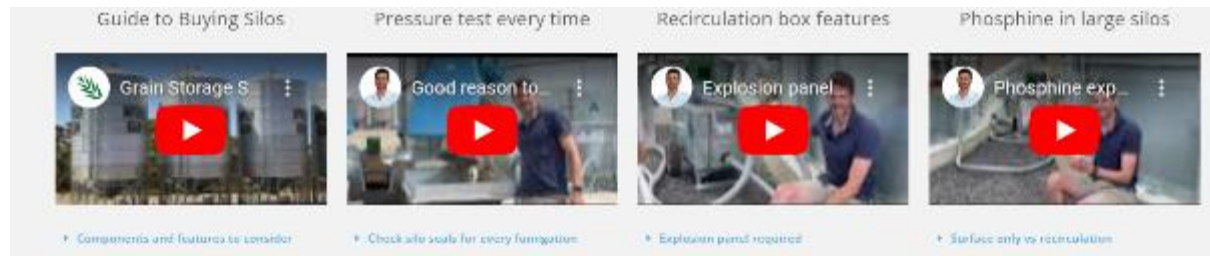 Guide to Buying Silos
Pressure test every time
Recirculation box features
Phosphine in large silos
Grain Storage S...
Good reason to...
Explosion panel...
Phosphine exp...
Components and features to consider
Check silo seals for every fumigation
Explosion panel required
Surface only vs recirculation